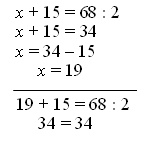 x + 15 = 68 : 2
x + 15 = 34
x = 34 – 15
x = 19
19 + 15 = 68 : 2
34 = 34